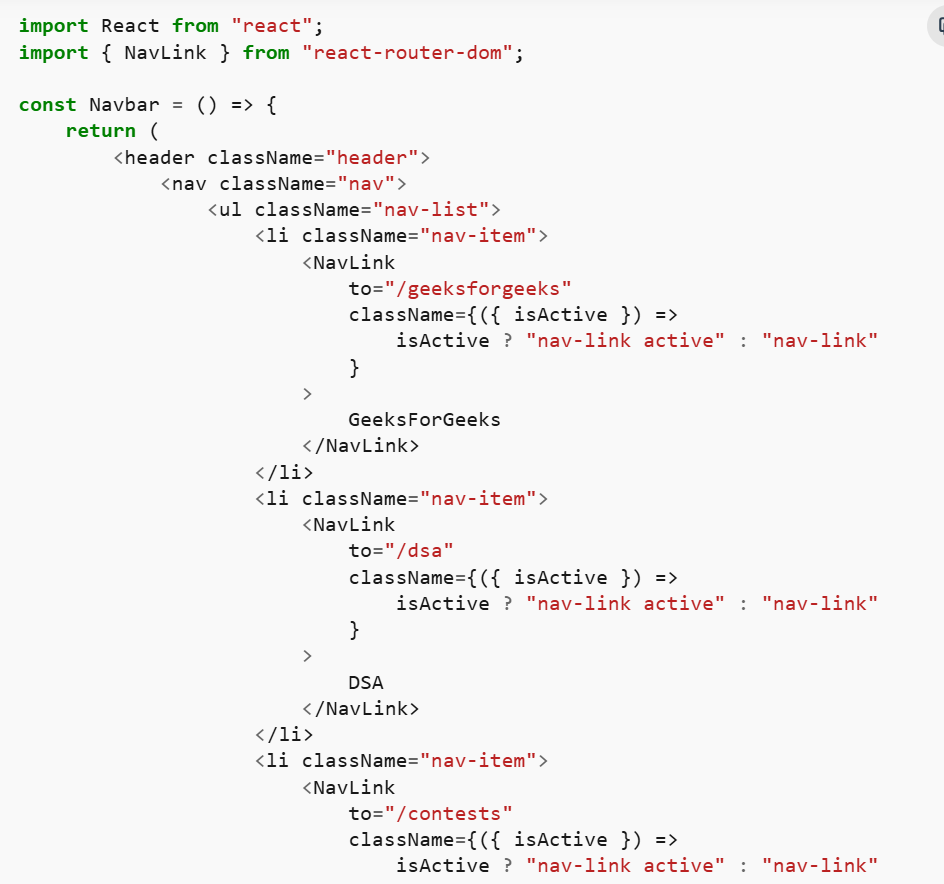 import React from "react";
import { NavLink } from "react-router-dom";

const Navbar = () => {
    return (
        <header className="header">
            <nav className="nav">
                <ul className="nav-list">
                    <li className="nav-item">
                        <NavLink
                            to="/geeksforgeeks"
                            className={({ isActive }) =>
                                isActive ? "nav-link active" : "nav-link"
                            }
                        >
                            GeeksForGeeks
                        </NavLink>
                    </li>
                    <li className="nav-item">
                        <NavLink
                            to="/dsa"
                            className={({ isActive }) =>
                                isActive ? "nav-link active" : "nav-link"
                            }
                        >
                            DSA
                        </NavLink>
                    </li>
                    <li className="nav-item">
                        <NavLink
                            to="/contests"
                            className={({ isActive }) =>
                                isActive ? "nav-link active" : "nav-link"